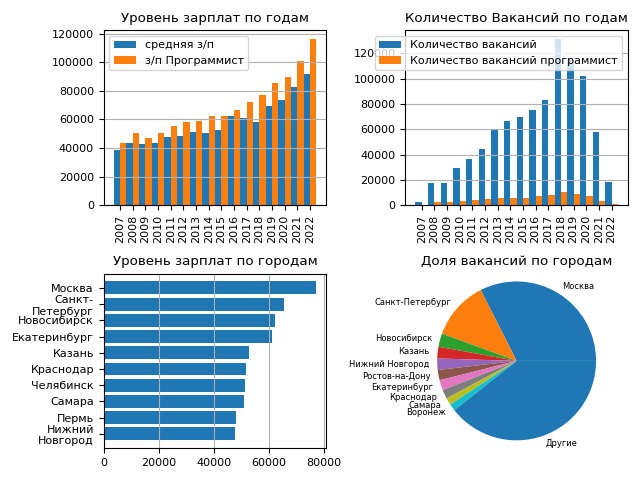 Уровень зарплат по годам
120000
100000
80000
60000
40000
20000
0
средняя з/п
з/п Программист
2007
2008
2009
2010
2011
2012
2013
2014
2015
2016
2017
2018
2019
2020
2021
2022
Количество Вакансий по годам
120000
100000
80000
60000
40000
20000
0
Количество вакансий
Количество вакансий программист
2007
2008
2009
2010
2011
2012
2013
2014
2015
2016
2017
2018
2019
2020
2021
2022
Уровень зарплат по городам
Москва
Санкт-
Петербург
Новосибирск
Екатеринбург
Казань
Краснодар
Челябинск
Самара
Пермь
Нижний
Новгород
0
20000
40000
60000
80000
Доля вакансий по городам
Москва
Санкт-Петербург
Новосибирск
Казань
Нижний Новгород
Ростов-на-Дону
Екатеринбург
Краснодар
Самара
Воронеж
Другие